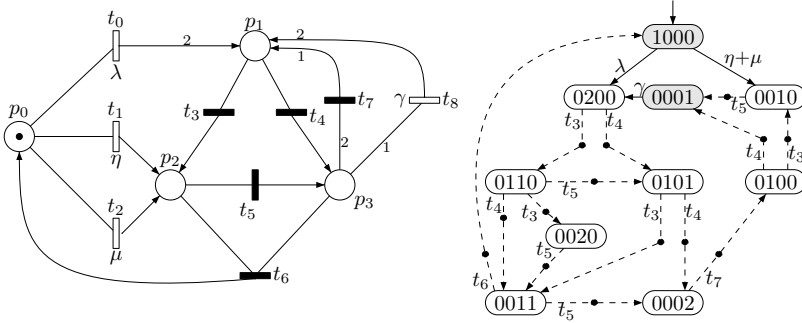 t₀
λ
2
p₁
2
1
p₀
t₁
η
t₃
t₄
t₇
γ
t₈
2
1
p₂
t₅
p₃
t₂
μ
t₆
1000
λ
η+μ
0200
γ
0001
t₅
0010
t₃
t₄
t₄
t₃
0110
t₅
0101
0100
t₄
t₃
t₃
t₄
0020
t₅
t₆
t₇
0011
t₅
0002